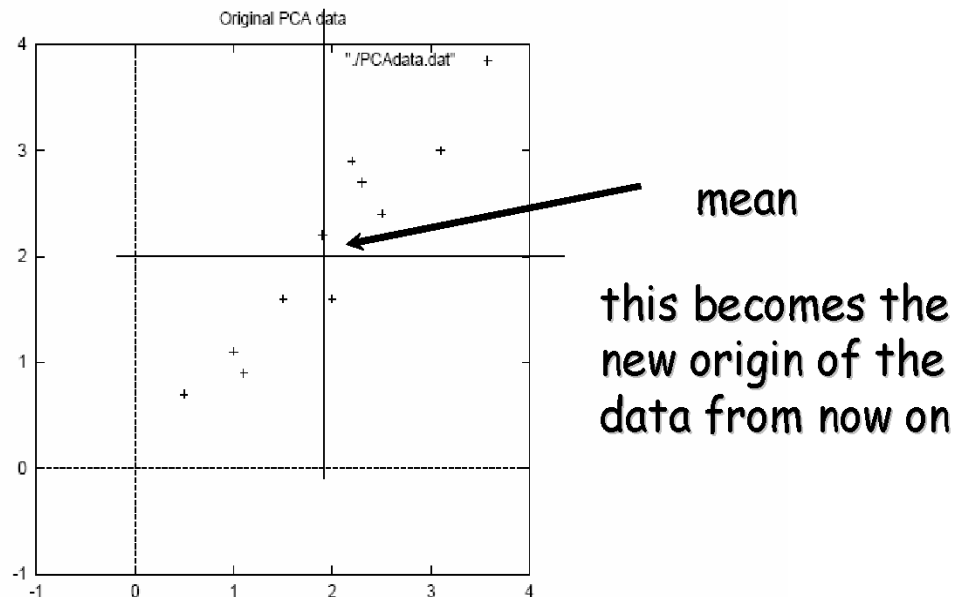 Original PCA data
"./PCAdata.dat"
4
3
2
1
0
-1
-1 0 1 2 3 4
mean
this becomes the
new origin of the
data from now on